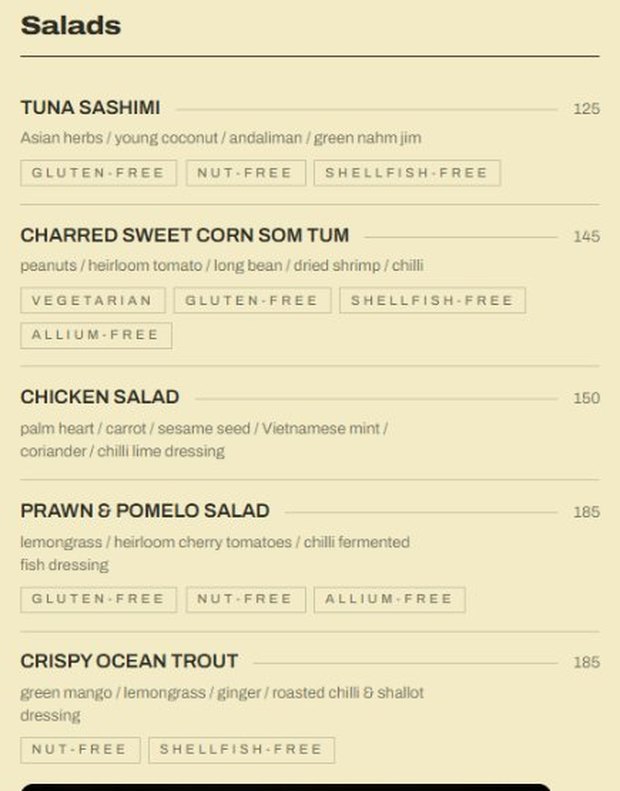 Salads
TUNA SASHIMI 125
Asian herbs / young coconut / andaliman / green nahm jim
GLUTEN-FREE NUT-FREE SHELLFISH-FREE
CHARRED SWEET CORN SOM TUM 145
peanuts / heirloom tomato / long bean / dried shrimp / chilli
VEGETARIAN GLUTEN-FREE SHELLFISH-FREE
ALLIUM-FREE
CHICKEN SALAD 150
palm heart / carrot / sesame seed / Vietnamese mint /
coriander / chilli lime dressing
PRAWN & POMELO SALAD 185
lemongrass / heirloom cherry tomatoes / chilli fermented
fish dressing
GLUTEN-FREE NUT-FREE ALLIUM-FREE
CRISPY OCEAN TROUT 185
green mango / lemongrass / ginger / roasted chilli & shallot
dressing
NUT-FREE SHELLFISH-FREE